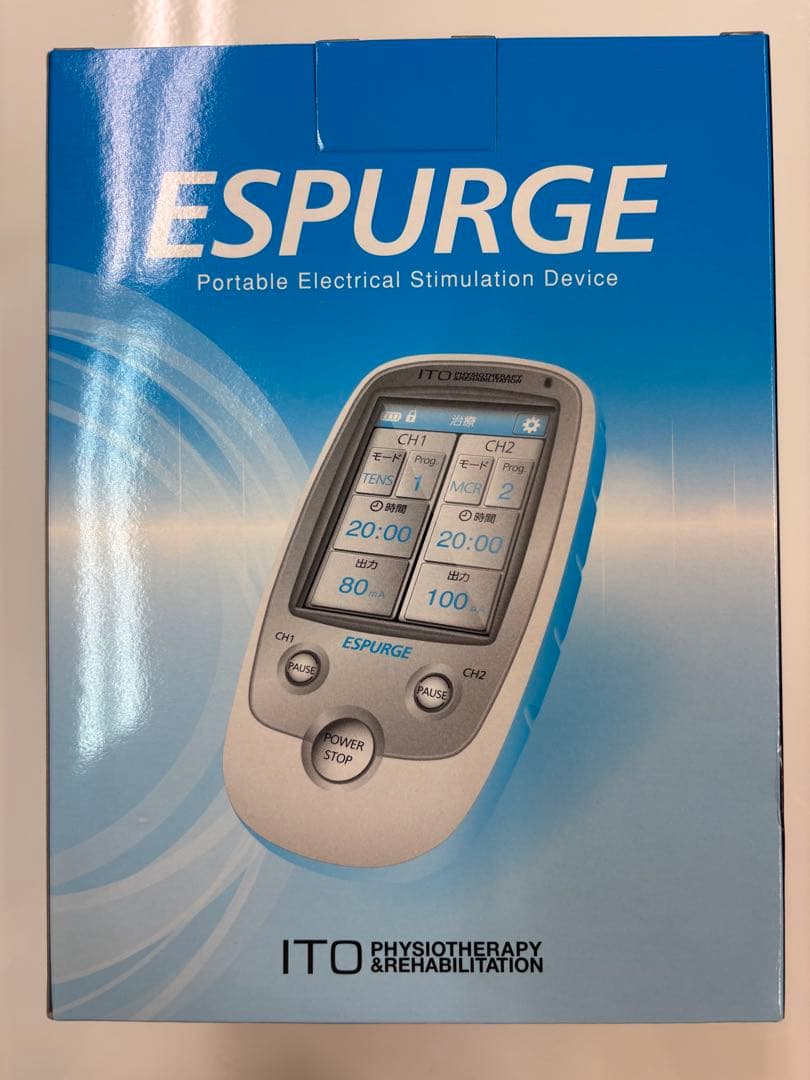 ESPURGE
Portable Electrical Stimulation Device
ITO PHYSIOTHERAPY
&REHABILITATION
治療
CH1 CH2
モード Prog. モード Prog.
TENS 1 MCR 2
時間 時間
20:00 20:00
出力 出力
80mA 100μA
ESPURGE
CH1 CH2
PAUSE PAUSE
POWER
STOP
ITO PHYSIOTHERAPY
&REHABILITATION